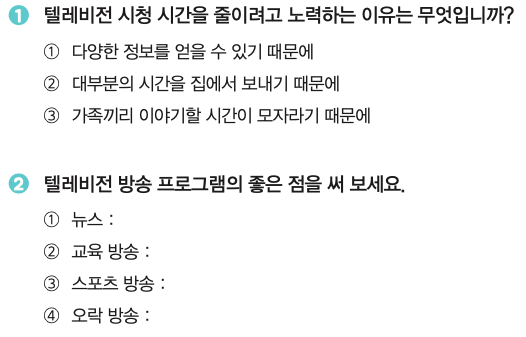 1 텔레비전 시청 시간을 줄이려고 노력하는 이유는 무엇입니까?
① 다양한 정보를 얻을 수 있기 때문에
② 대부분의 시간을 집에서 보내기 때문에
③ 가족끼리 이야기할 시간이 모자라기 때문에
2 텔레비전 방송 프로그램의 좋은 점을 써 보세요.
① 뉴스 :
② 교육 방송 :
③ 스포츠 방송 :
④ 오락 방송 :